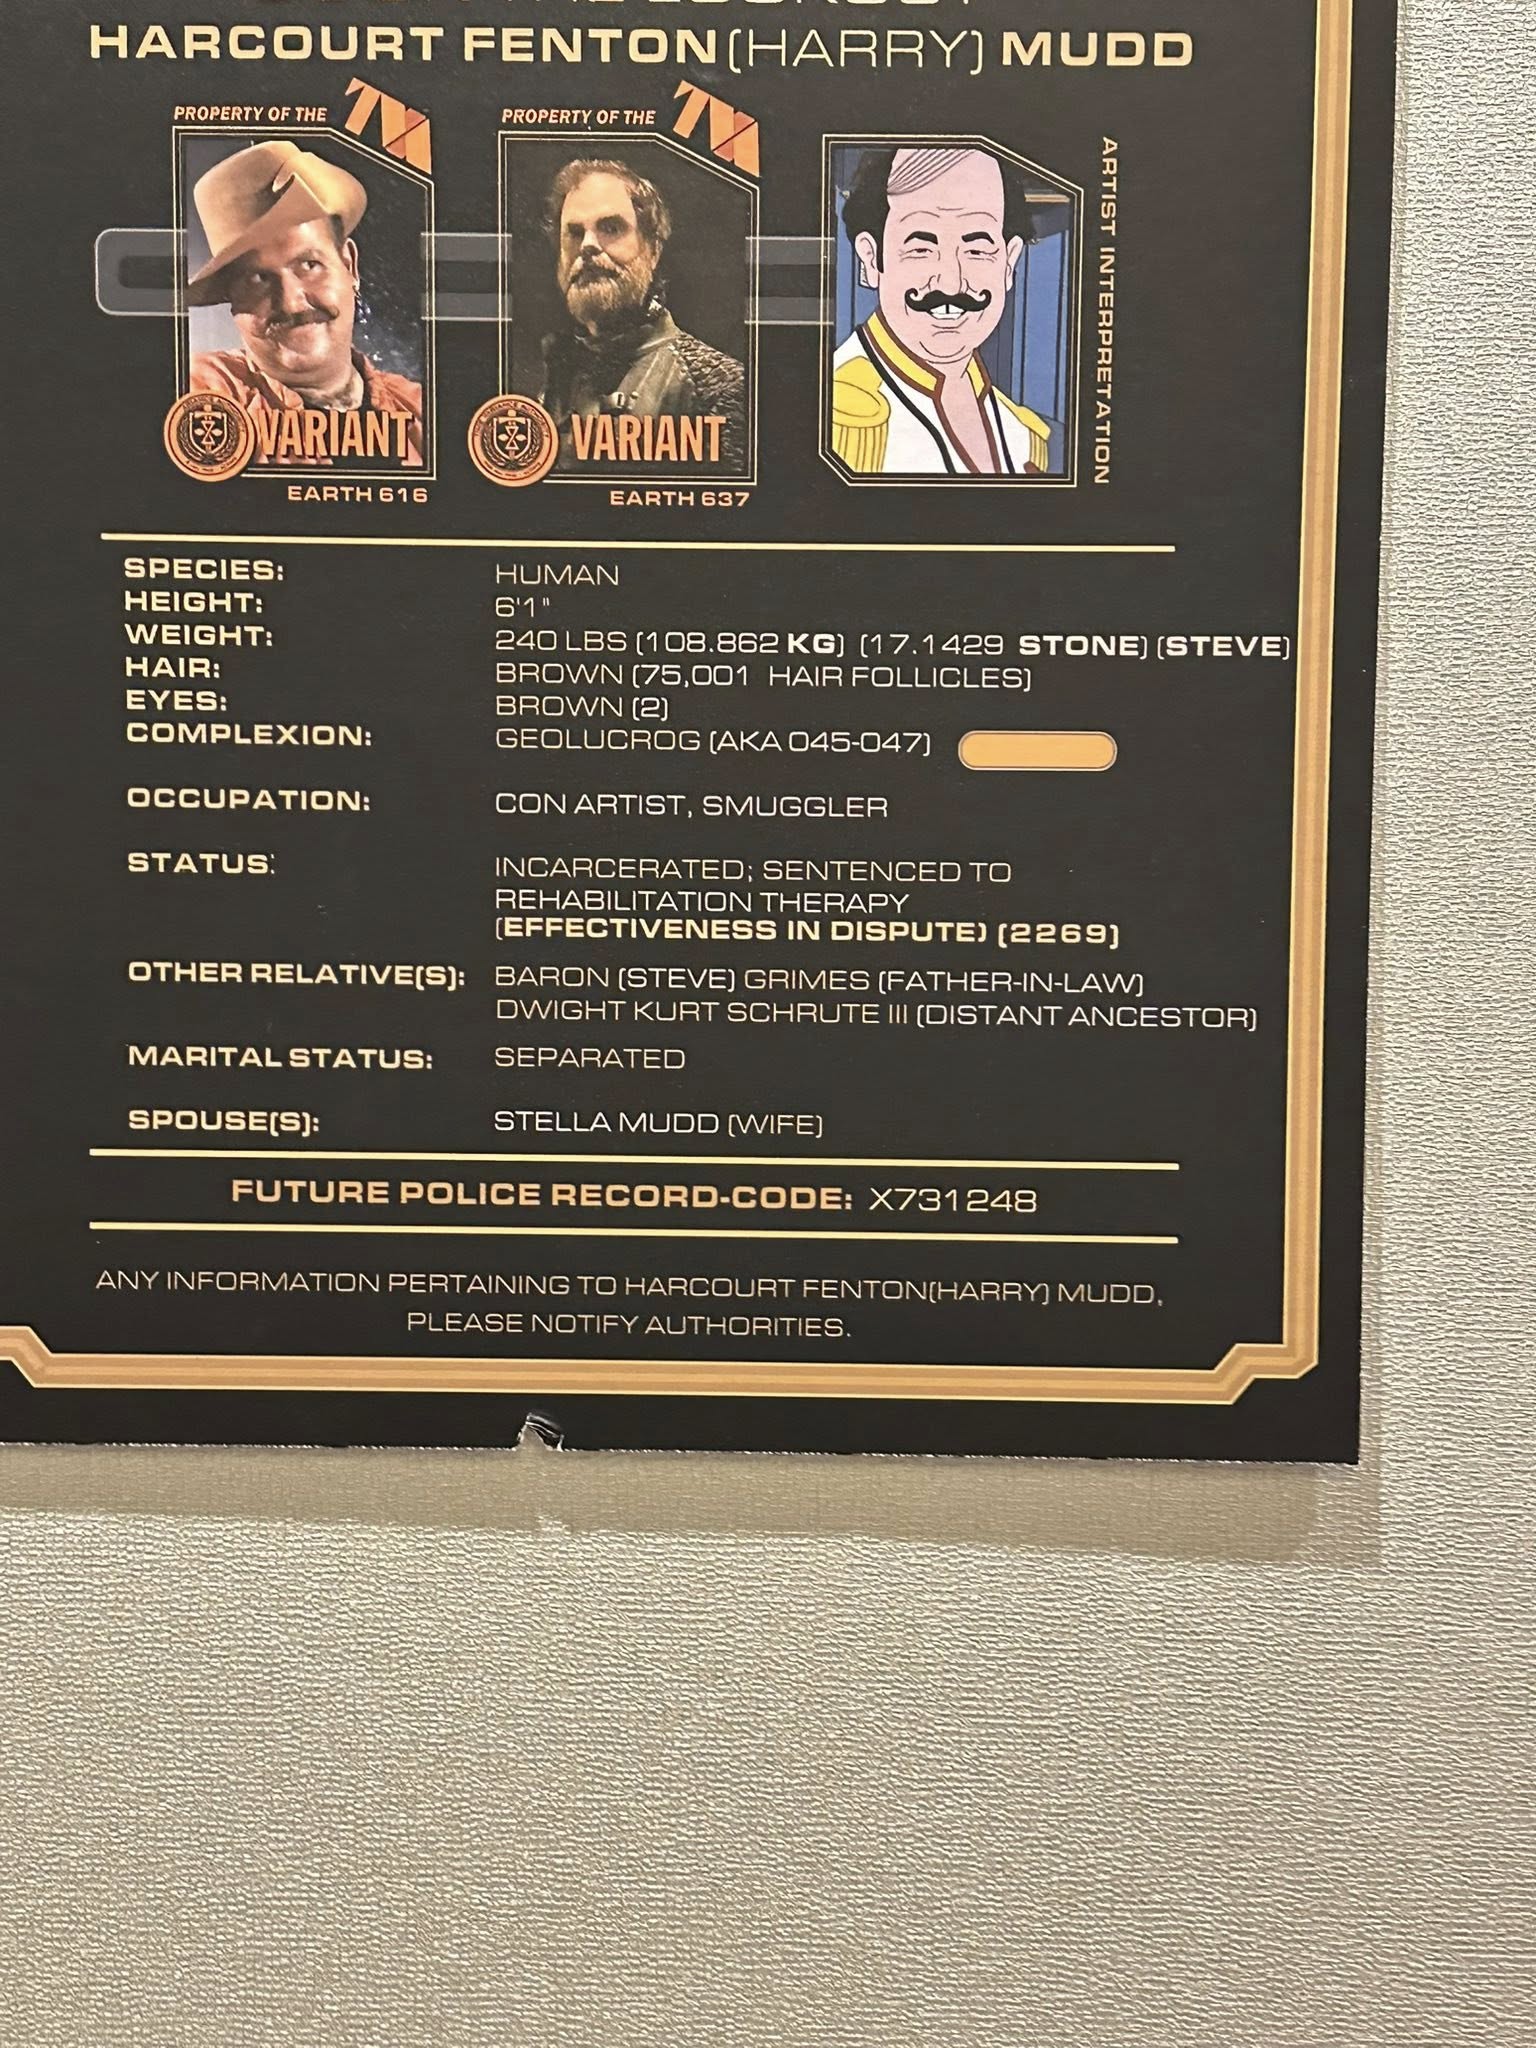 HARCOURT FENTON(HARRY) MUDD
PROPERTY OF THE TVA
PROPERTY OF THE TVA
ARTIST INTERPRETATION
VARIANT
VARIANT
EARTH 616
EARTH 637
SPECIES: HUMAN
HEIGHT: 6'1"
WEIGHT: 240 LBS (108.862 KG) (17.1429 STONE) (STEVE)
HAIR: BROWN (75,001 HAIR FOLLICLES)
EYES: BROWN (2)
COMPLEXION: GEOLUCROG (AKA 045-047)
OCCUPATION: CON ARTIST, SMUGGLER
STATUS: INCARCERATED; SENTENCED TO
REHABILITATION THERAPY
(EFFECTIVENESS IN DISPUTE) (2269)
OTHER RELATIVE(S): BARON (STEVE) GRIMES (FATHER-IN-LAW)
DWIGHT KURT SCHRUTE III (DISTANT ANCESTOR)
MARITAL STATUS: SEPARATED
SPOUSE(S): STELLA MUDD (WIFE)
FUTURE POLICE RECORD-CODE: X731248
ANY INFORMATION PERTAINING TO HARCOURT FENTON(HARRY) MUDD,
PLEASE NOTIFY AUTHORITIES.